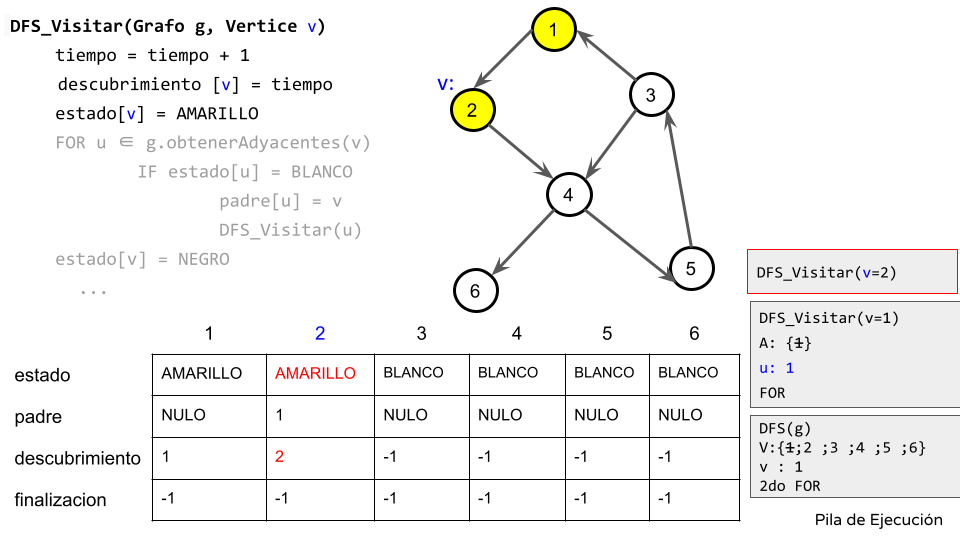 DFS_Visitar(Grafo g, Vertice v)
tiempo = tiempo + 1
descubrimiento [v] = tiempo
estado[v] = AMARILLO
FOR u ∈ g.obtenerAdyacentes(v)
IF estado[u] = BLANCO
padre[u] = v
DFS_Visitar(u)
estado[v] = NEGRO
...
1
v:
2
3
4
5
6
1 2 3 4 5 6
estado AMARILLO AMARILLO BLANCO BLANCO BLANCO BLANCO
padre NULO 1 NULO NULO NULO NULO
descubrimiento 1 2 -1 -1 -1 -1
finalizacion -1 -1 -1 -1 -1 -1
DFS_Visitar(v=2)
DFS_Visitar(v=1)
A: {1}
u: 1
FOR
DFS(g)
V:{1;2 ;3 ;4 ;5 ;6}
v : 1
2do FOR
Pila de Ejecución